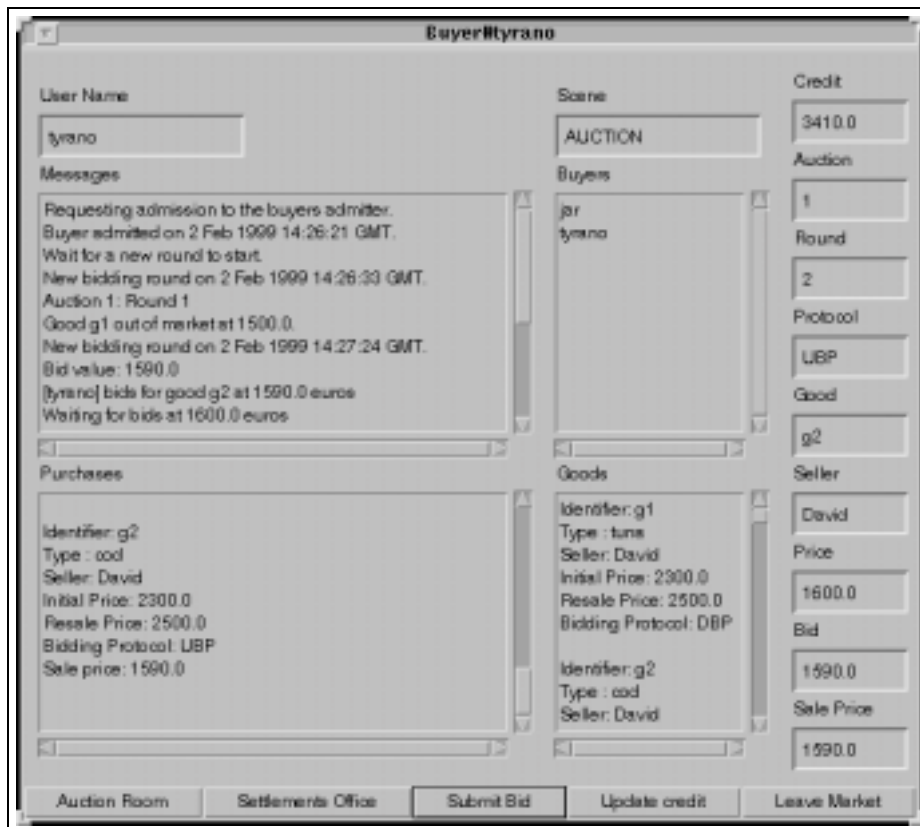 Buyer#tyrano
User Name
tyrano
Scene
AUCTION
Messages
Requesting admission to the buyers admitter.
Buyer admitted on 2 Feb 1999 14:26:21 GMT.
Wait for a new round to start.
New bidding round on 2 Feb 1999 14:26:33 GMT.
Auction 1: Round 1
Good g1 out of market at 1500.0.
New bidding round on 2 Feb 1999 14:27:24 GMT.
Bid value: 1590.0
[tyrano] bids for good g2 at 1590.0 euros
Waiting for bids at 1600.0 euros
Buyers
jar
tyrano
Purchases
Identifier: g2
Type : cod
Seller: David
Initial Price: 2300.0
Resale Price: 2500.0
Bidding Protocol: UBP
Sale price: 1590.0
Goods
Identifier: g1
Type : tuna
Seller: David
Initial Price: 2300.0
Resale Price: 2500.0
Bidding Protocol: DBP
Identifier: g2
Type : cod
Seller: David
Credit
3410.0
Auction
1
Round
2
Protocol
UBP
Good
g2
Seller
David
Price
1600.0
Bid
1590.0
Sale Price
1590.0
Auction Room
Settlements Office
Submit Bid
Update credit
Leave Market